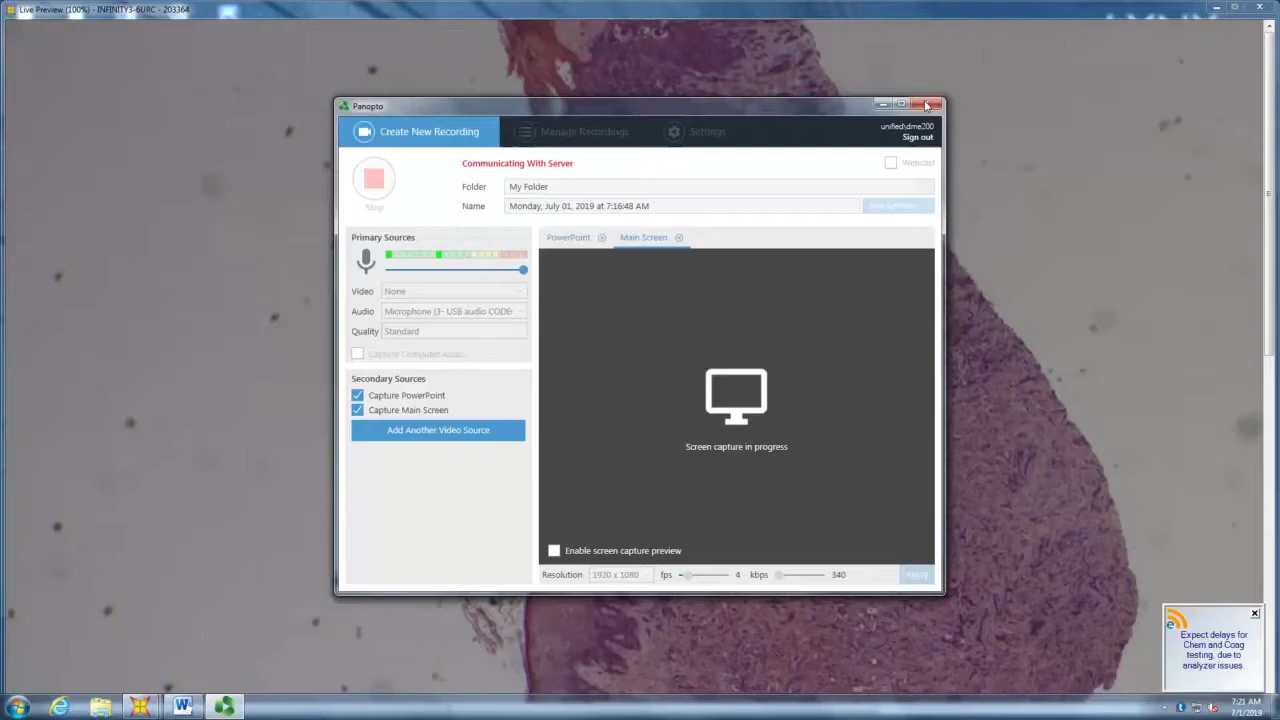 Live Preview (100%) - INFINITY3-6URC - 203364
Panopto
Create New Recording
Manage Recordings
Settings
unified\dme200
Sign out
Communicating With Server
Webcast
Stop
Folder
My Folder
Name
Monday, July 01, 2019 at 7:16:48 AM
Primary Sources
PowerPoint
Main Screen
Video
None
Audio
Microphone (3- USB audio CODE
Quality
Standard
Capture Computer Audio
Secondary Sources
Capture PowerPoint
Capture Main Screen
Add Another Video Source
Screen capture in progress
Enable screen capture preview
Resolution
1920 x 1080
fps
4
kbps
340
Expect delays for
Chem and Coag
testing, due to
analyzer issues.
7:21 AM
7/1/2019